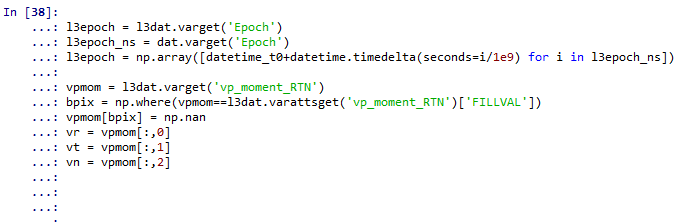 In [38]:
...: l3epoch = l3dat.varget('Epoch')
...: l3epoch_ns = dat.varget('Epoch')
...: l3epoch = np.array([datetime_t0+datetime.timedelta(seconds=i/1e9) for i in l3epoch_ns])
...:
...: vpmom = l3dat.varget('vp_moment_RTN')
...: bpix = np.where(vpmom==l3dat.varattsget('vp_moment_RTN')['FILLVAL'])
...: vpmom[bpix] = np.nan
...: vr = vpmom[:,0]
...: vt = vpmom[:,1]
...: vn = vpmom[:,2]
...:
...:
...: